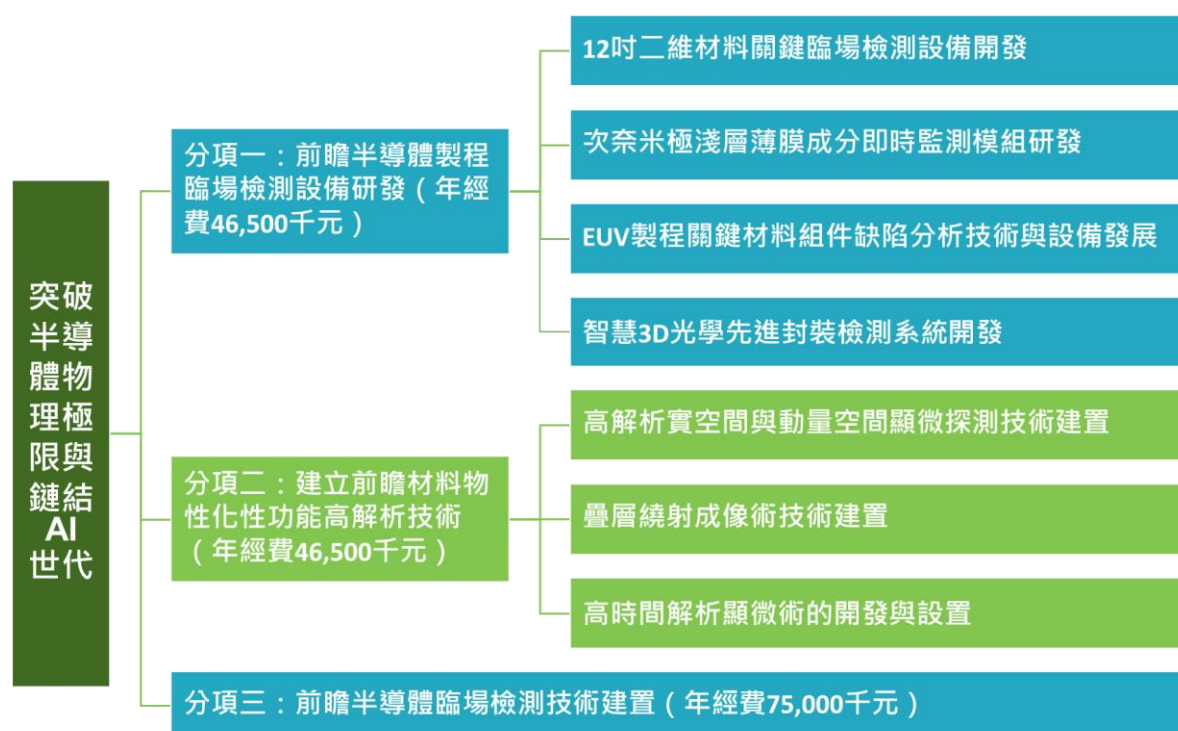 突破
半導
體物
理極
限與
鏈結
AI
世代
分項一：前瞻半導體製程
臨場檢測設備研發（年經
費46,500千元）
12吋二維材料關鍵臨場檢測設備開發
次奈米極淺層薄膜成分即時監測模組研發
EUV製程關鍵材料組件缺陷分析技術與設備發展
智慧3D光學先進封裝檢測系統開發
分項二：建立前瞻材料物
性化性功能高解析技術
（年經費46,500千元）
高解析實空間與動量空間顯微探測技術建置
疊層繞射成像術技術建置
高時間解析顯微術的開發與設置
分項三：前瞻半導體臨場檢測技術建置（年經費75,000千元）